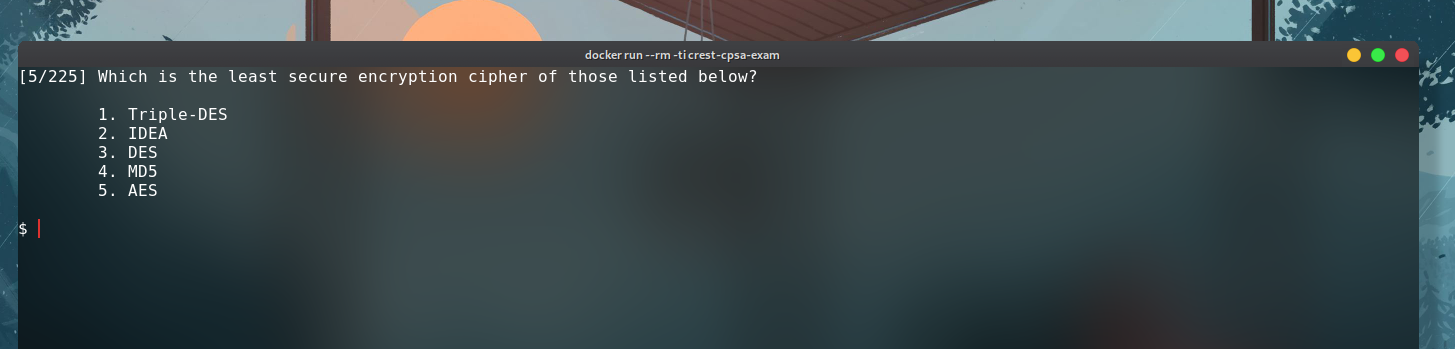 docker run --rm -ti crest-cpsa-exam
[5/225] Which is the least secure encryption cipher of those listed below?
1. Triple-DES
2. IDEA
3. DES
4. MD5
5. AES
$